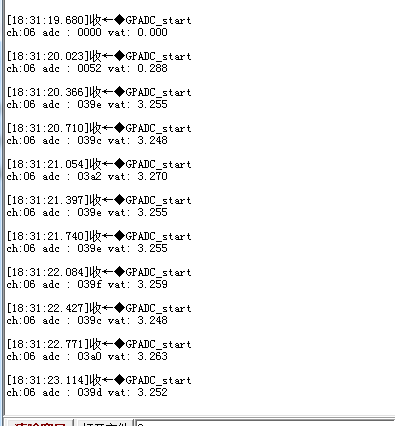 [18:31:19.680]收←◆GPADC_start
ch:06 adc : 0000 vat: 0.000
[18:31:20.023]收←◆GPADC_start
ch:06 adc : 0052 vat: 0.288
[18:31:20.366]收←◆GPADC_start
ch:06 adc : 039e vat: 3.255
[18:31:20.710]收←◆GPADC_start
ch:06 adc : 039c vat: 3.248
[18:31:21.054]收←◆GPADC_start
ch:06 adc : 03a2 vat: 3.270
[18:31:21.397]收←◆GPADC_start
ch:06 adc : 039e vat: 3.255
[18:31:21.740]收←◆GPADC_start
ch:06 adc : 039e vat: 3.255
[18:31:22.084]收←◆GPADC_start
ch:06 adc : 039f vat: 3.259
[18:31:22.427]收←◆GPADC_start
ch:06 adc : 039c vat: 3.248
[18:31:22.771]收←◆GPADC_start
ch:06 adc : 03a0 vat: 3.263
[18:31:23.114]收←◆GPADC_start
ch:06 adc : 039d vat: 3.252